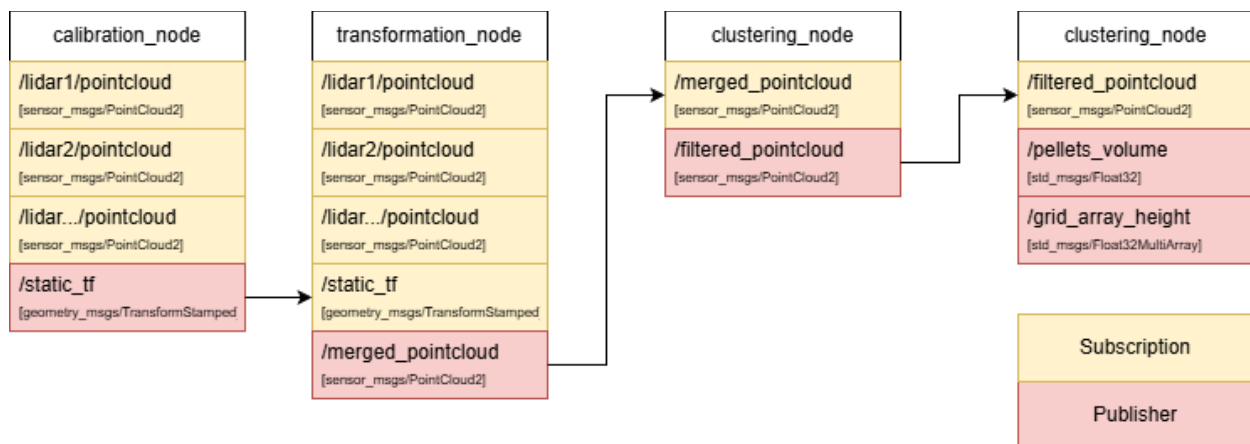 calibration_node
/lidar1/pointcloud
[sensor_msgs/PointCloud2]
/lidar2/pointcloud
[sensor_msgs/PointCloud2]
/lidar.../pointcloud
[sensor_msgs/PointCloud2]
/static_tf
[geometry_msgs/TransformStamped
transformation_node
/lidar1/pointcloud
[sensor_msgs/PointCloud2]
/lidar2/pointcloud
[sensor_msgs/PointCloud2]
/lidar.../pointcloud
[sensor_msgs/PointCloud2]
/static_tf
[geometry_msgs/TransformStamped]
/merged_pointcloud
[sensor_msgs/PointCloud2]
clustering_node
/merged_pointcloud
[sensor_msgs/PointCloud2]
/filtered_pointcloud
[sensor_msgs/PointCloud2]
clustering_node
/filtered_pointcloud
[sensor_msgs/PointCloud2]
/pellets_volume
[std_msgs/Float32]
/grid_array_height
[std_msgs/Float32MultiArray]
Subscription
Publisher